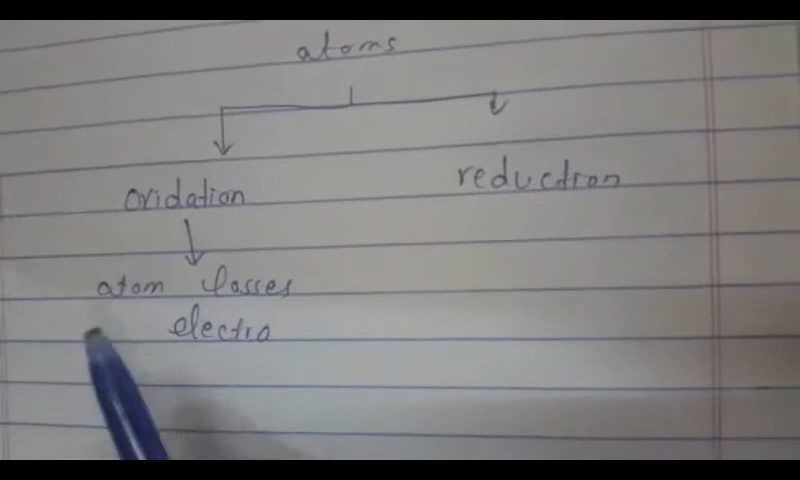 atoms
oxidation reduction
atom losses
electro